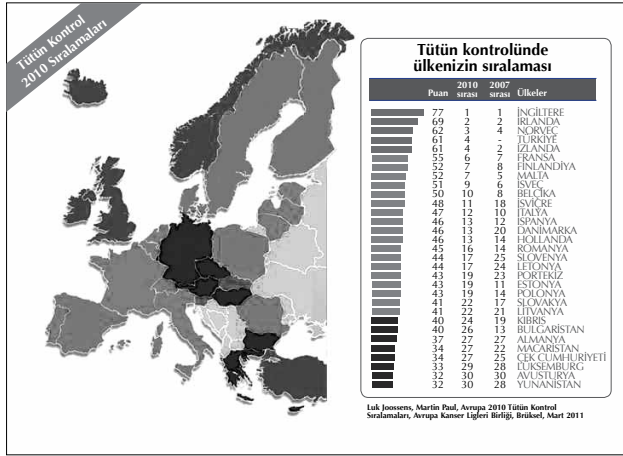 Tütün Kontrol
2010 Sıralamaları
Tütün kontrolünde
ülkenizin sıralaması
Puan 2010 sırası 2007 sırası Ülkeler
77 1 1 İNGİLTERE
69 2 2 İRLANDA
62 3 4 NORVEÇ
61 4 - TÜRKİYE
61 4 2 İZLANDA
55 6 7 FRANSA
52 7 8 FİNLANDİYA
52 7 5 MALTA
51 9 6 İSVEÇ
50 10 8 BELÇİKA
48 11 18 İSVİÇRE
47 12 10 İTALYA
46 13 12 İSPANYA
46 13 20 DANİMARKA
46 13 14 HOLLANDA
45 16 14 ROMANYA
44 17 25 SLOVENYA
44 17 24 LETONYA
43 19 23 PORTEKİZ
43 19 11 ESTONYA
43 19 14 POLONYA
41 22 17 SLOVAKYA
41 22 21 LİTVANYA
40 24 19 KIBRIS
40 26 13 BULGARİSTAN
37 27 27 ALMANYA
34 27 22 MACARİSTAN
34 27 25 ÇEK CUMHURİYETİ
33 29 28 LÜKSEMBURG
32 30 30 AVUSTURYA
32 30 28 YUNANİSTAN
Luk Joossens, Martin Paul, Avrupa 2010 Tütün Kontrol
Sıralamaları, Avrupa Kanser Ligleri Birliği, Brüksel, Mart 2011